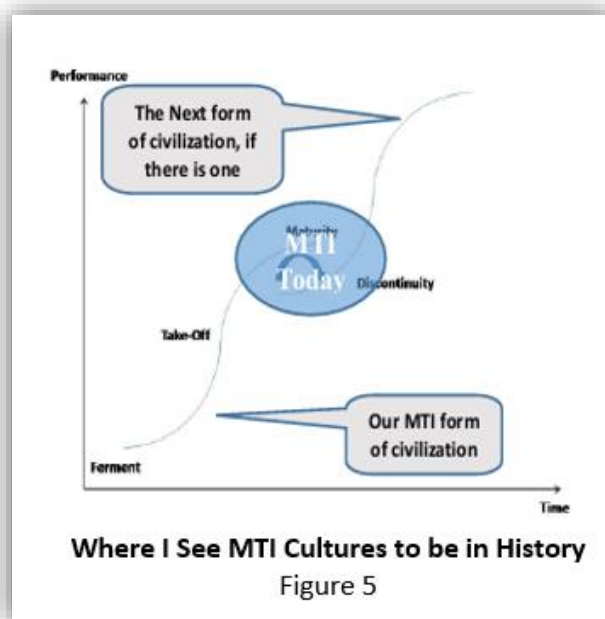 Performance
The Next form
of civilization, if
there is one
Maturity
MTI
Today
Discontinuity
Take-Off
Our MTI form
of civilization
Ferment
Time
Where I See MTI Cultures to be in History
Figure 5